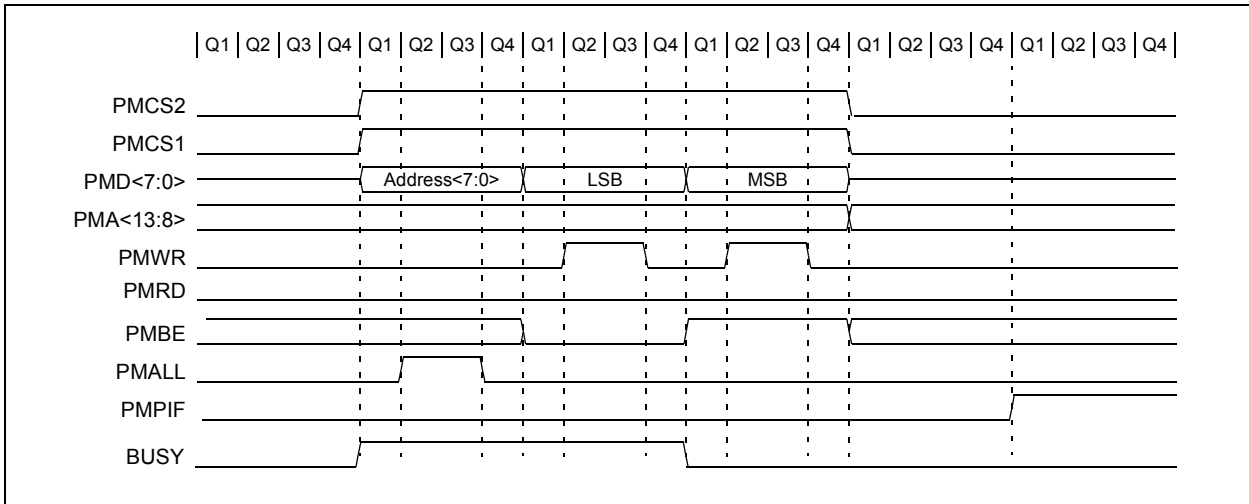 Q1 Q2 Q3 Q4 Q1 Q2 Q3 Q4 Q1 Q2 Q3 Q4 Q1 Q2 Q3 Q4 Q1 Q2 Q3 Q4 Q1 Q2 Q3 Q4
PMCS2
PMCS1
PMD<7:0> Address<7:0> LSB MSB
PMA<13:8>
PMWR
PMRD
PMBE
PMALL
PMPIF
BUSY